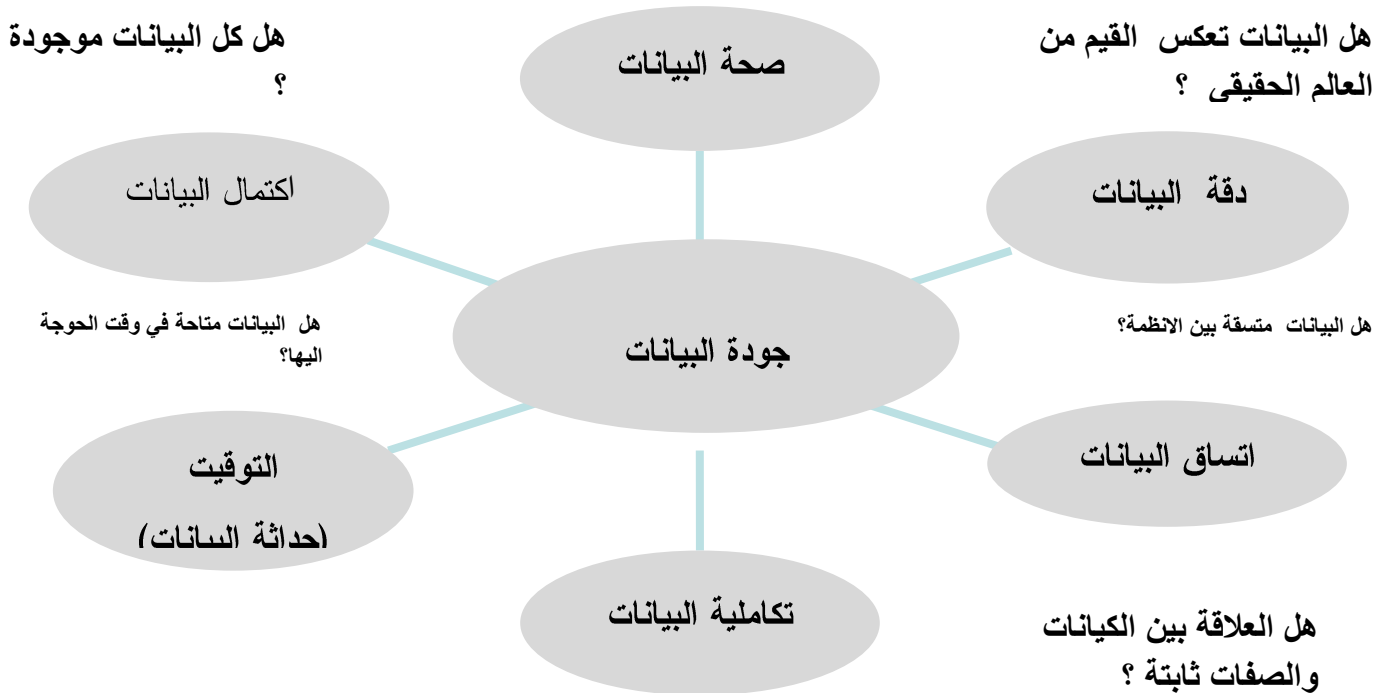 هل البيانات تعكس القيم من
العالم الحقيقي ؟
صحة البيانات
هل كل البيانات موجودة
؟
دقة البيانات
اكتمال البيانات
هل البيانات متسقة بين الانظمة؟
جودة البيانات
هل البيانات متاحة في وقت الحوجة
اليها؟
اتساق البيانات
التوقيت
(حداثة البيانات)
تكاملية البيانات
هل العلاقة بين الكيانات
والصفات ثابتة ؟